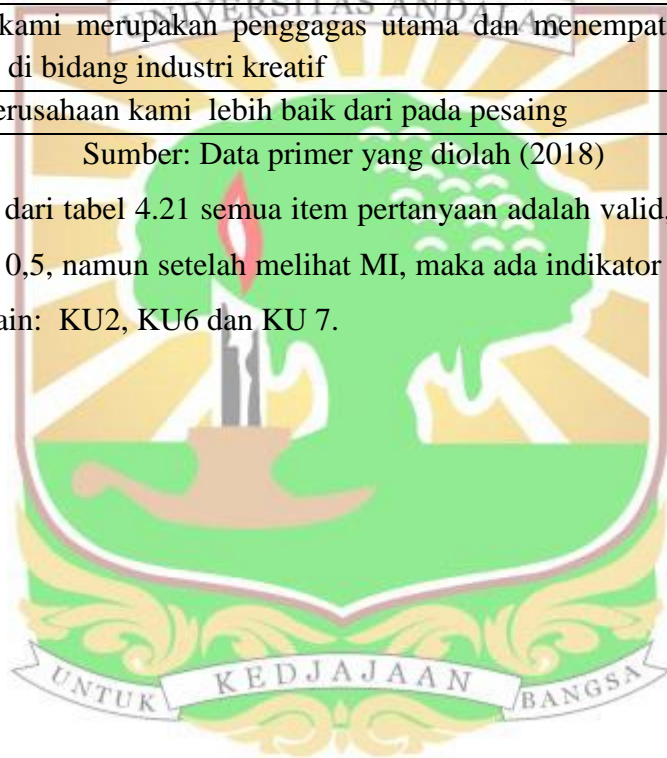 UNIVERSITAS ANDALAS
kami merupakan penggagas utama dan menempat
di bidang industri kreatif
erusahaan kami lebih baik dari pada pesaing
Sumber: Data primer yang diolah (2018)
dari tabel 4.21 semua item pertanyaan adalah valid.
0,5, namun setelah melihat MI, maka ada indikator
ain: KU2, KU6 dan KU 7.
UNTUK KEDJAJAAN BANGSA